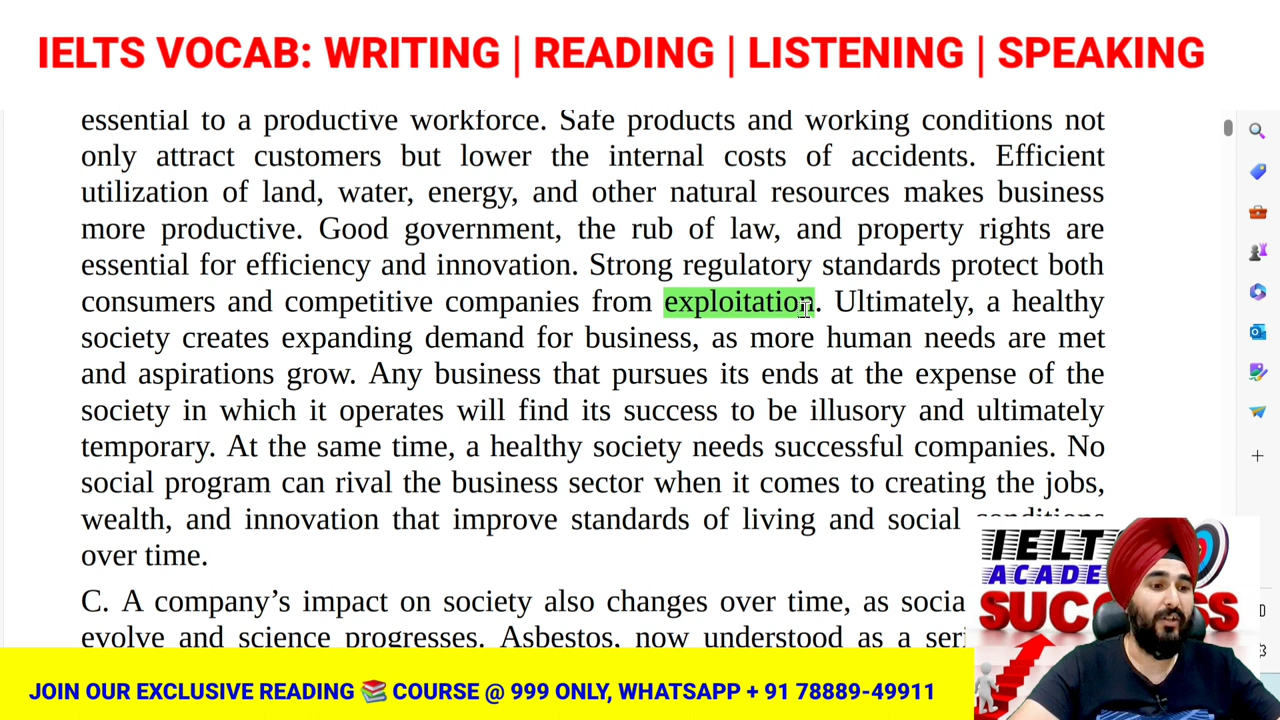 IELTS VOCAB: WRITING | READING | LISTENING | SPEAKING
essential to a productive workforce. Safe products and working conditions not
only attract customers but lower the internal costs of accidents. Efficient
utilization of land, water, energy, and other natural resources makes business
more productive. Good government, the rub of law, and property rights are
essential for efficiency and innovation. Strong regulatory standards protect both
consumers and competitive companies from exploitation. Ultimately, a healthy
society creates expanding demand for business, as more human needs are met
and aspirations grow. Any business that pursues its ends at the expense of the
society in which it operates will find its success to be illusory and ultimately
temporary. At the same time, a healthy society needs successful companies. No
social program can rival the business sector when it comes to creating the jobs,
wealth, and innovation that improve standards of living and social conditions
over time.
C. A company’s impact on society also changes over time, as socia
evolve and science progresses. Asbestos, now understood as a seri
IELT
ACADE
SUCCESS
JOIN OUR EXCLUSIVE READING 📚 COURSE @ 999 ONLY, WHATSAPP + 91 78889-49911